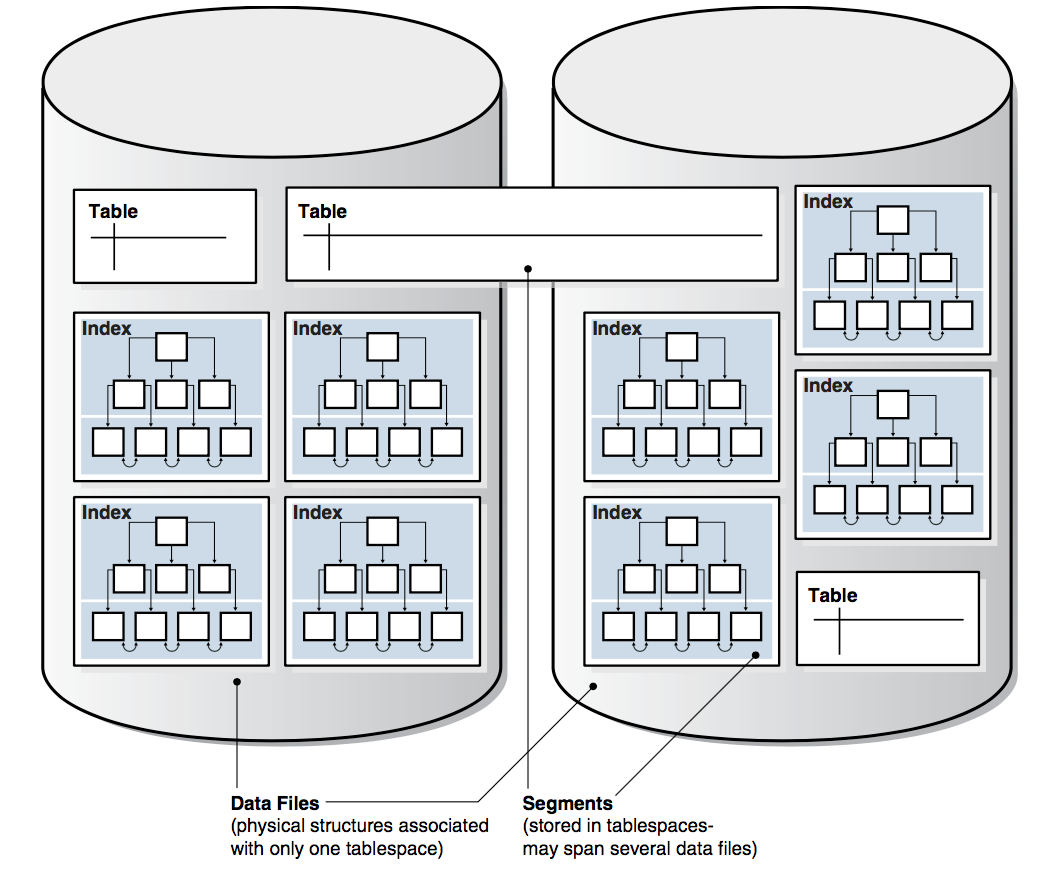 Table
Table
Index
Index
Index
Index
Index
Index
Index
Index
Table
Data Files
(physical structures associated
with only one tablespace)
Segments
(stored in tablespaces-
may span several data files)